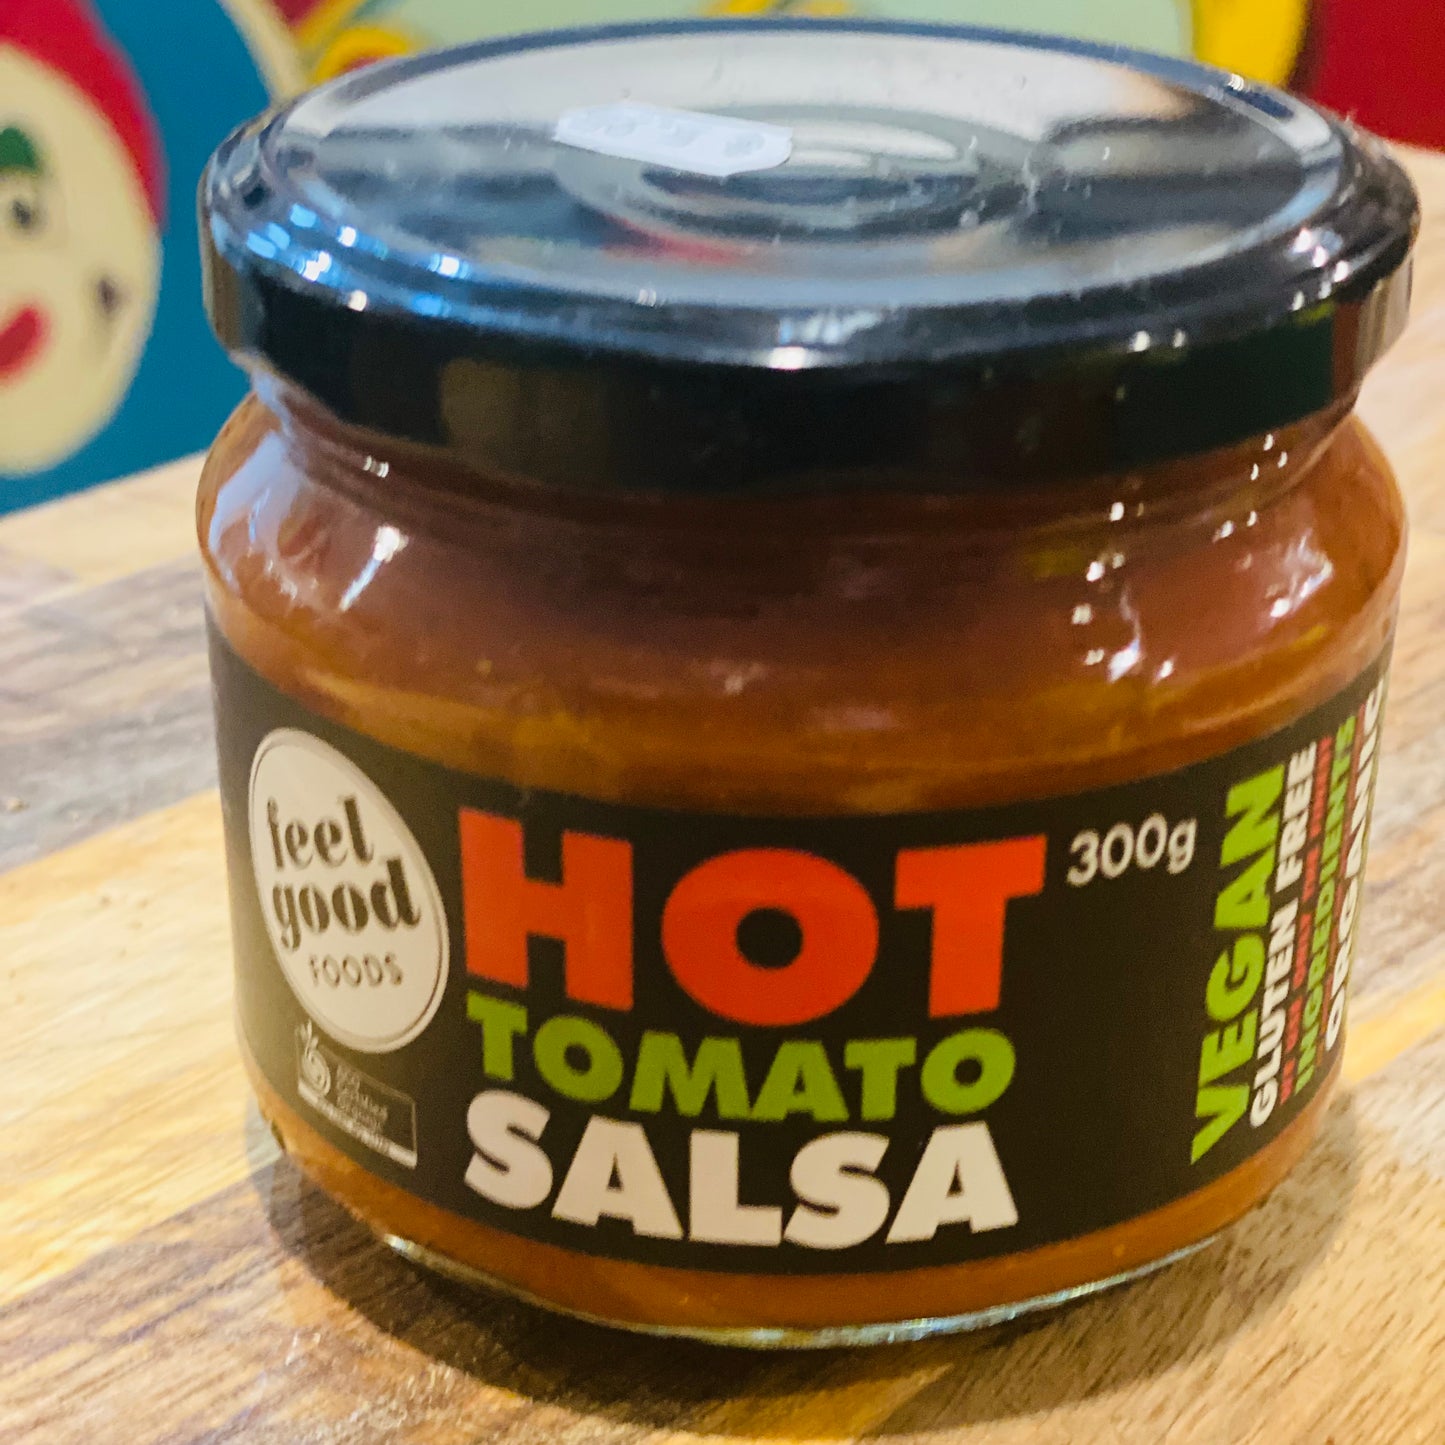 feel
good
FOODS
HOT
TOMATO
SALSA
300g
VEGAN
GLUTEN FREE
INGREDIENTS
ORGANIC